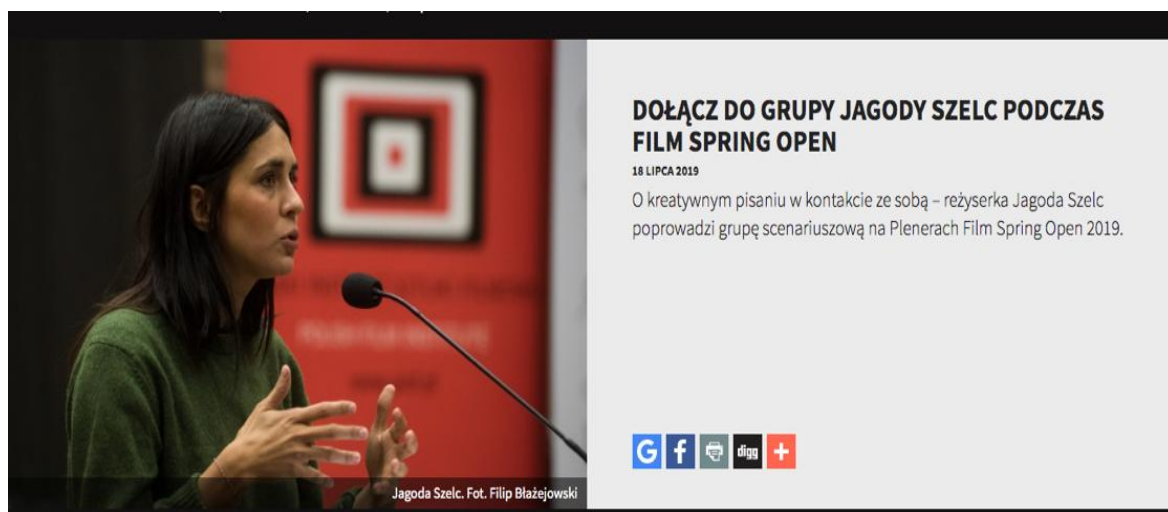 DOŁĄCZ DO GRUPY JAGODY SZELC PODCZAS
FILM SPRING OPEN
18 LIPCA 2019
O kreatywnym pisaniu w kontakcie ze sobą – reżyserka Jagoda Szelc
poprowadzi grupę scenariuszową na Plenerach Film Spring Open 2019.
G f digg +
Jagoda Szelc. Fot. Filip Błażejowski